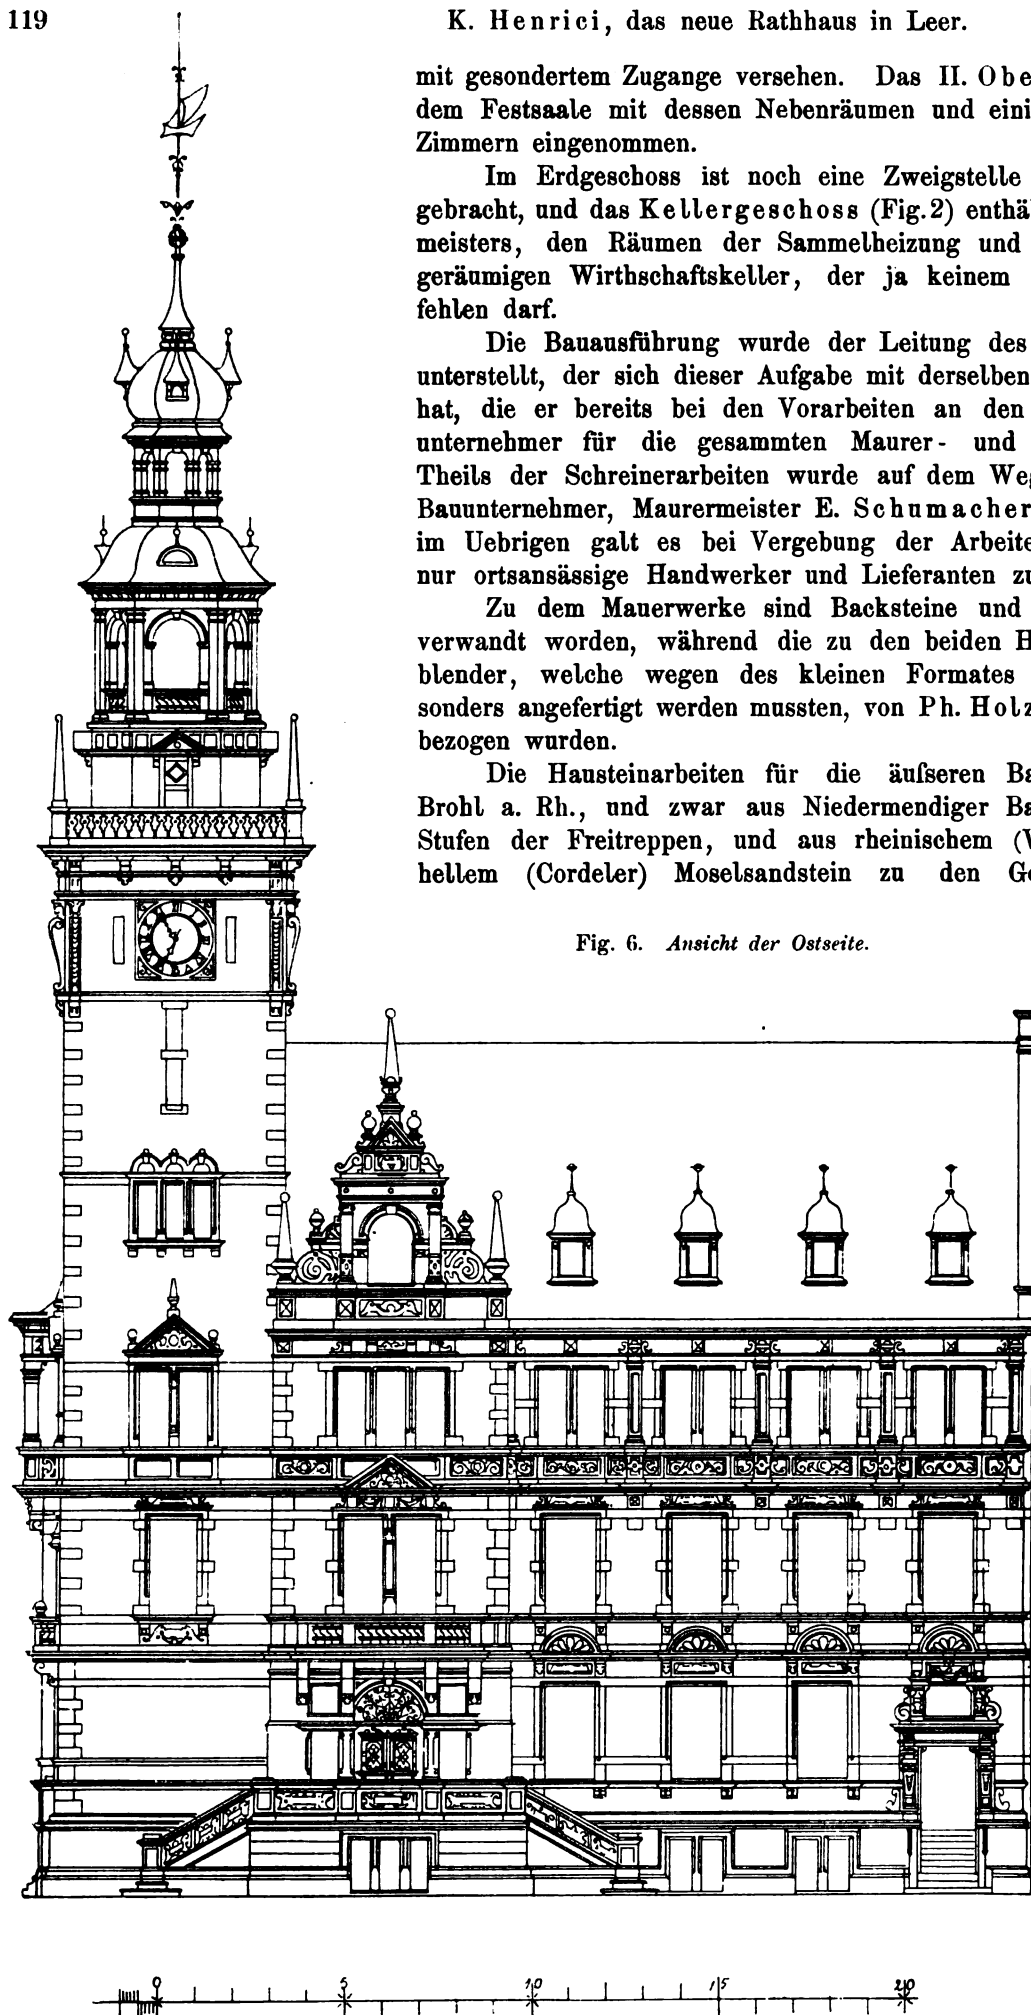 119
K. Henrici, das neue Rathhaus in Leer.
mit gesondertem Zugange versehen. Das II. Obe
dem Festsaale mit dessen Nebenräumen und eini
Zimmern eingenommen.
Im Erdgeschoss ist noch eine Zweigstelle
gebracht, und das Kellergeschoss (Fig. 2) enthä
meisters, den Räumen der Sammelheizung und
geräumigen Wirthschaftskeller, der ja keinem
fehlen darf.
Die Bauausführung wurde der Leitung des
unterstellt, der sich dieser Aufgabe mit derselben
hat, die er bereits bei den Vorarbeiten an den
unternehmer für die gesammten Maurer- und
Theils der Schreinerarbeiten wurde auf dem Weg
Bauunternehmer, Maurermeister E. Schumacher
im Uebrigen galt es bei Vergebung der Arbeite
nur ortsansässige Handwerker und Lieferanten zu
Zu dem Mauerwerke sind Backsteine und
verwandt worden, während die zu den beiden H
blender, welche wegen des kleinen Formates
sonders angefertigt werden mussten, von Ph. Holz
bezogen wurden.
Die Hausteinarbeiten für die äufseren Ba
Brohl a. Rh., und zwar aus Niedermendiger Ba
Stufen der Freitreppen, und aus rheinischem (W
hellem (Cordeler) Moselsandstein zu den Ge
Fig. 6. Ansicht der Ostseite.
0 5 10 15 20